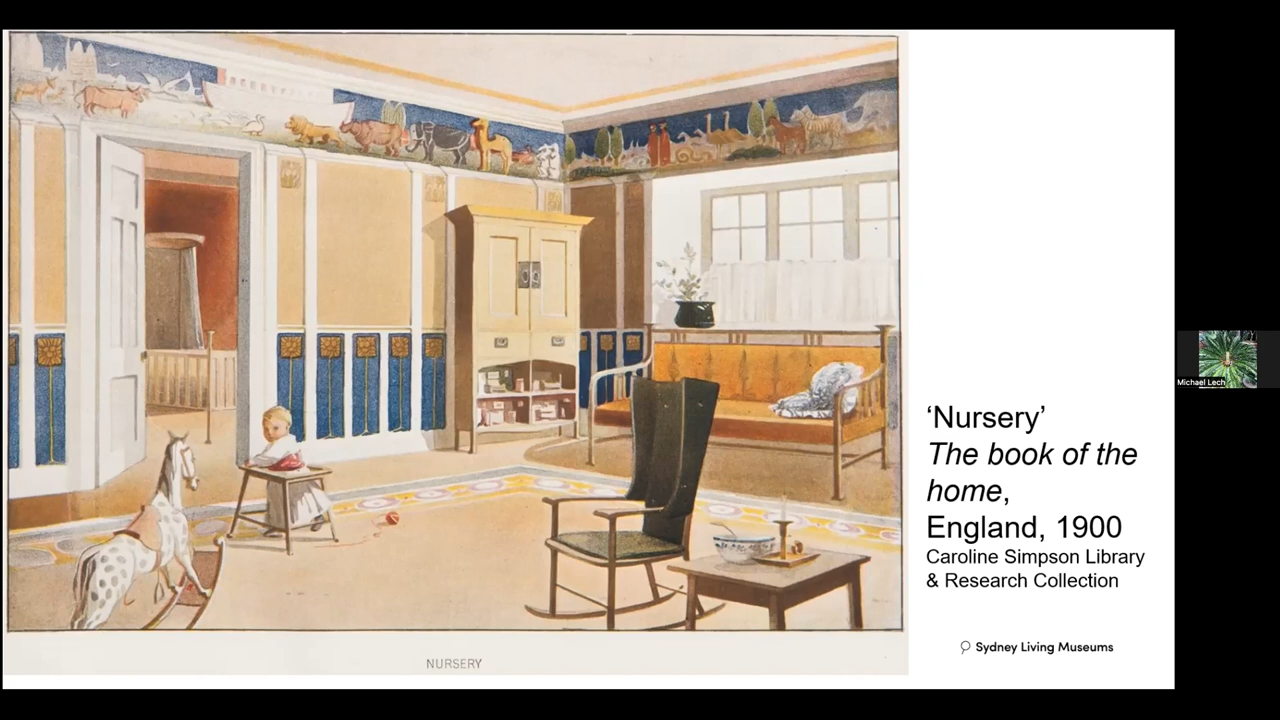 NURSERY
‘Nursery’
The book of the
home,
England, 1900
Caroline Simpson Library
& Research Collection
Sydney Living Museums
Michael Lech